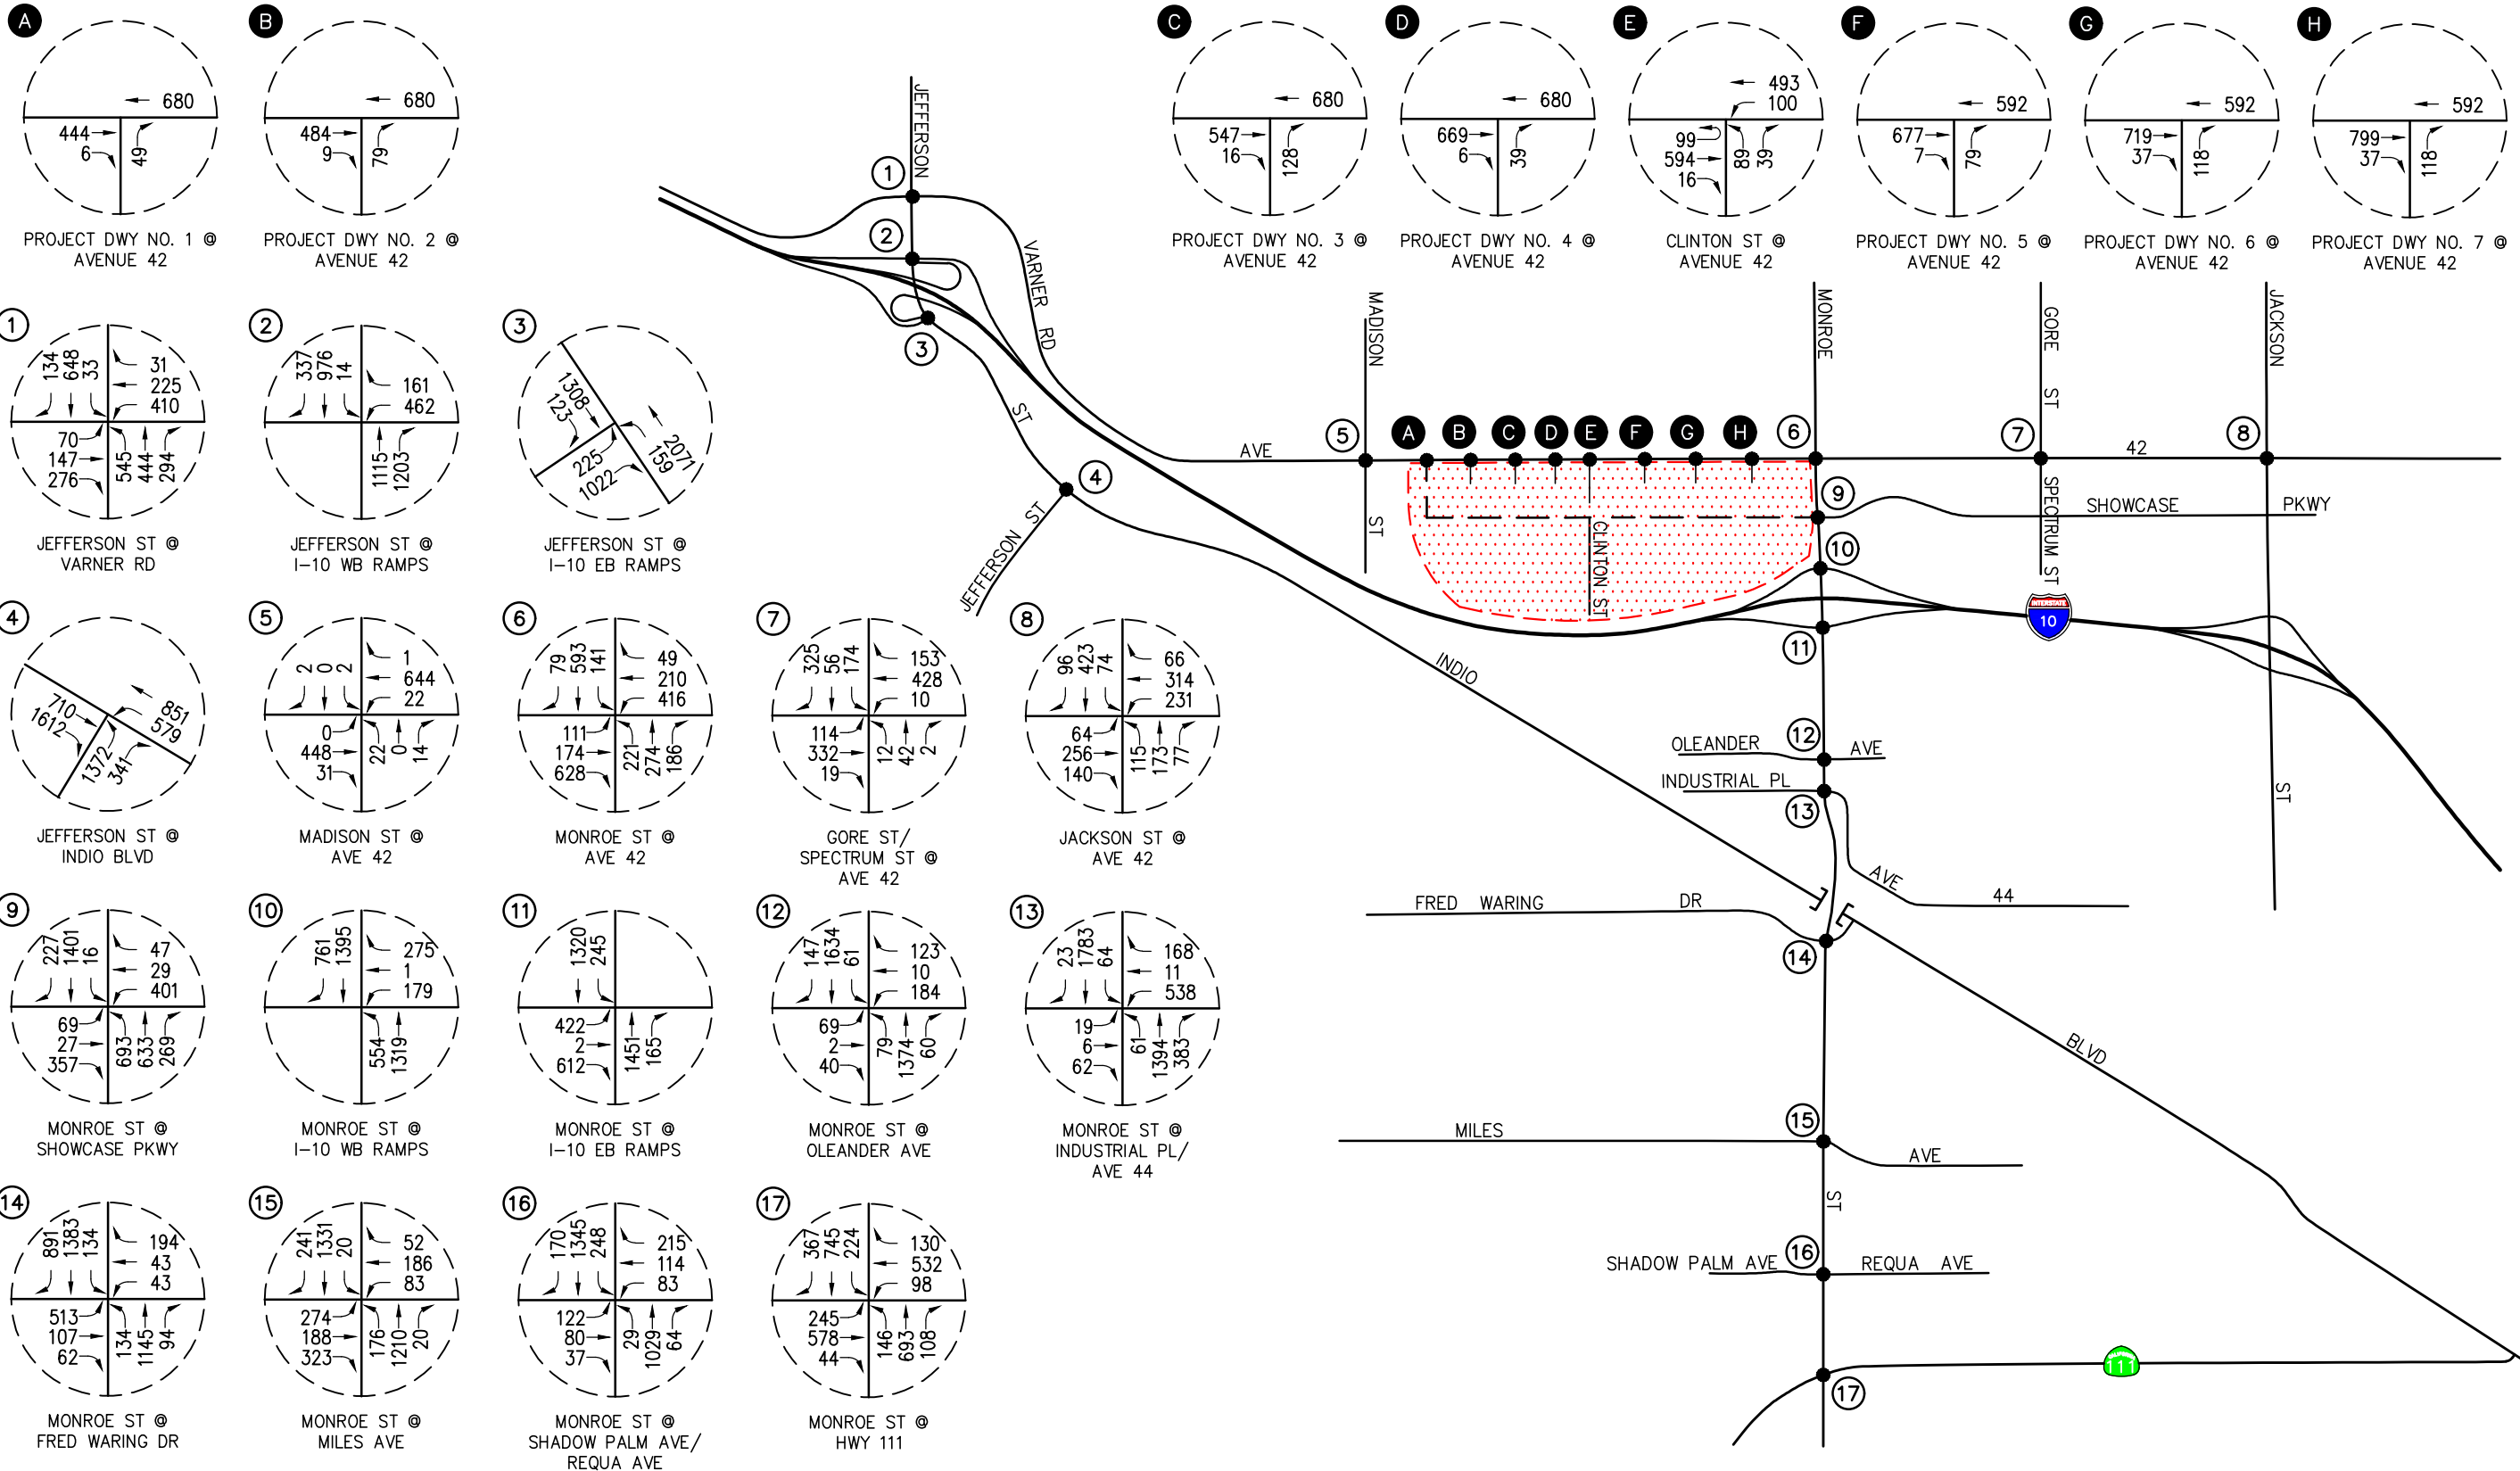 A
680
444
6
49
PROJECT DWY NO. 1 @
AVENUE 42
B
680
484
9
79
PROJECT DWY NO. 2 @
AVENUE 42
C
680
547
16
128
PROJECT DWY NO. 3 @
AVENUE 42
D
680
669
6
39
PROJECT DWY NO. 4 @
AVENUE 42
E
493
100
99
594
16
89
39
CLINTON ST @
AVENUE 42
F
592
677
7
79
PROJECT DWY NO. 5 @
AVENUE 42
G
592
719
37
118
PROJECT DWY NO. 6 @
AVENUE 42
H
592
799
37
118
PROJECT DWY NO. 7 @
AVENUE 42
1
134
648
33
31
225
410
70
147
276
545
444
294
JEFFERSON ST @
VARNER RD
2
337
976
14
161
462
1115
1203
JEFFERSON ST @
I-10 WB RAMPS
3
1308
123
2071
159
225
1022
JEFFERSON ST @
I-10 EB RAMPS
4
710
1612
851
579
1372
341
JEFFERSON ST @
INDIO BLVD
5
2
0
2
1
644
22
0
448
31
22
0
14
MADISON ST @
AVE 42
6
79
593
141
49
210
416
111
174
628
221
274
186
MONROE ST @
AVE 42
7
325
56
174
153
428
10
114
332
19
12
42
2
GORE ST/
SPECTRUM ST @
AVE 42
8
96
423
74
66
314
231
64
256
140
115
173
77
JACKSON ST @
AVE 42
9
227
1401
16
47
29
401
69
27
357
693
633
269
MONROE ST @
SHOWCASE PKWY
10
761
1395
275
1
179
554
1319
MONROE ST @
I-10 WB RAMPS
11
1320
245
422
2
612
1451
165
MONROE ST @
I-10 EB RAMPS
12
147
1634
61
123
10
184
69
2
40
79
1374
60
MONROE ST @
OLEANDER AVE
13
23
1783
64
168
11
538
19
6
62
61
1394
383
MONROE ST @
INDUSTRIAL PL/
AVE 44
14
891
1383
134
194
43
43
513
107
62
134
1145
94
MONROE ST @
FRED WARING DR
15
241
1331
20
52
186
83
274
188
323
176
1210
20
MONROE ST @
MILES AVE
16
170
1345
248
215
114
83
122
80
37
29
1029
64
MONROE ST @
SHADOW PALM AVE/
REQUA AVE
17
367
745
224
130
532
98
245
578
44
146
693
108
MONROE ST @
HWY 111
JEFFERSON
ST
1
2
3
4
VARNER RD
JEFFERSON ST
MADISON
ST
MONROE
GORE ST
SPECTRUM ST
JACKSON
ST
AVE
42
5
A
B
C
D
E
F
G
H
6
7
8
9
SHOWCASE PKWY
CLINTON ST
10
11
INTERSTATE
10
INDIO
BLVD
12
OLEANDER AVE
INDUSTRIAL PL
13
AVE 44
FRED WARING DR
14
15
MILES
AVE
ST
16
SHADOW PALM AVE
REQUA AVE
111
17